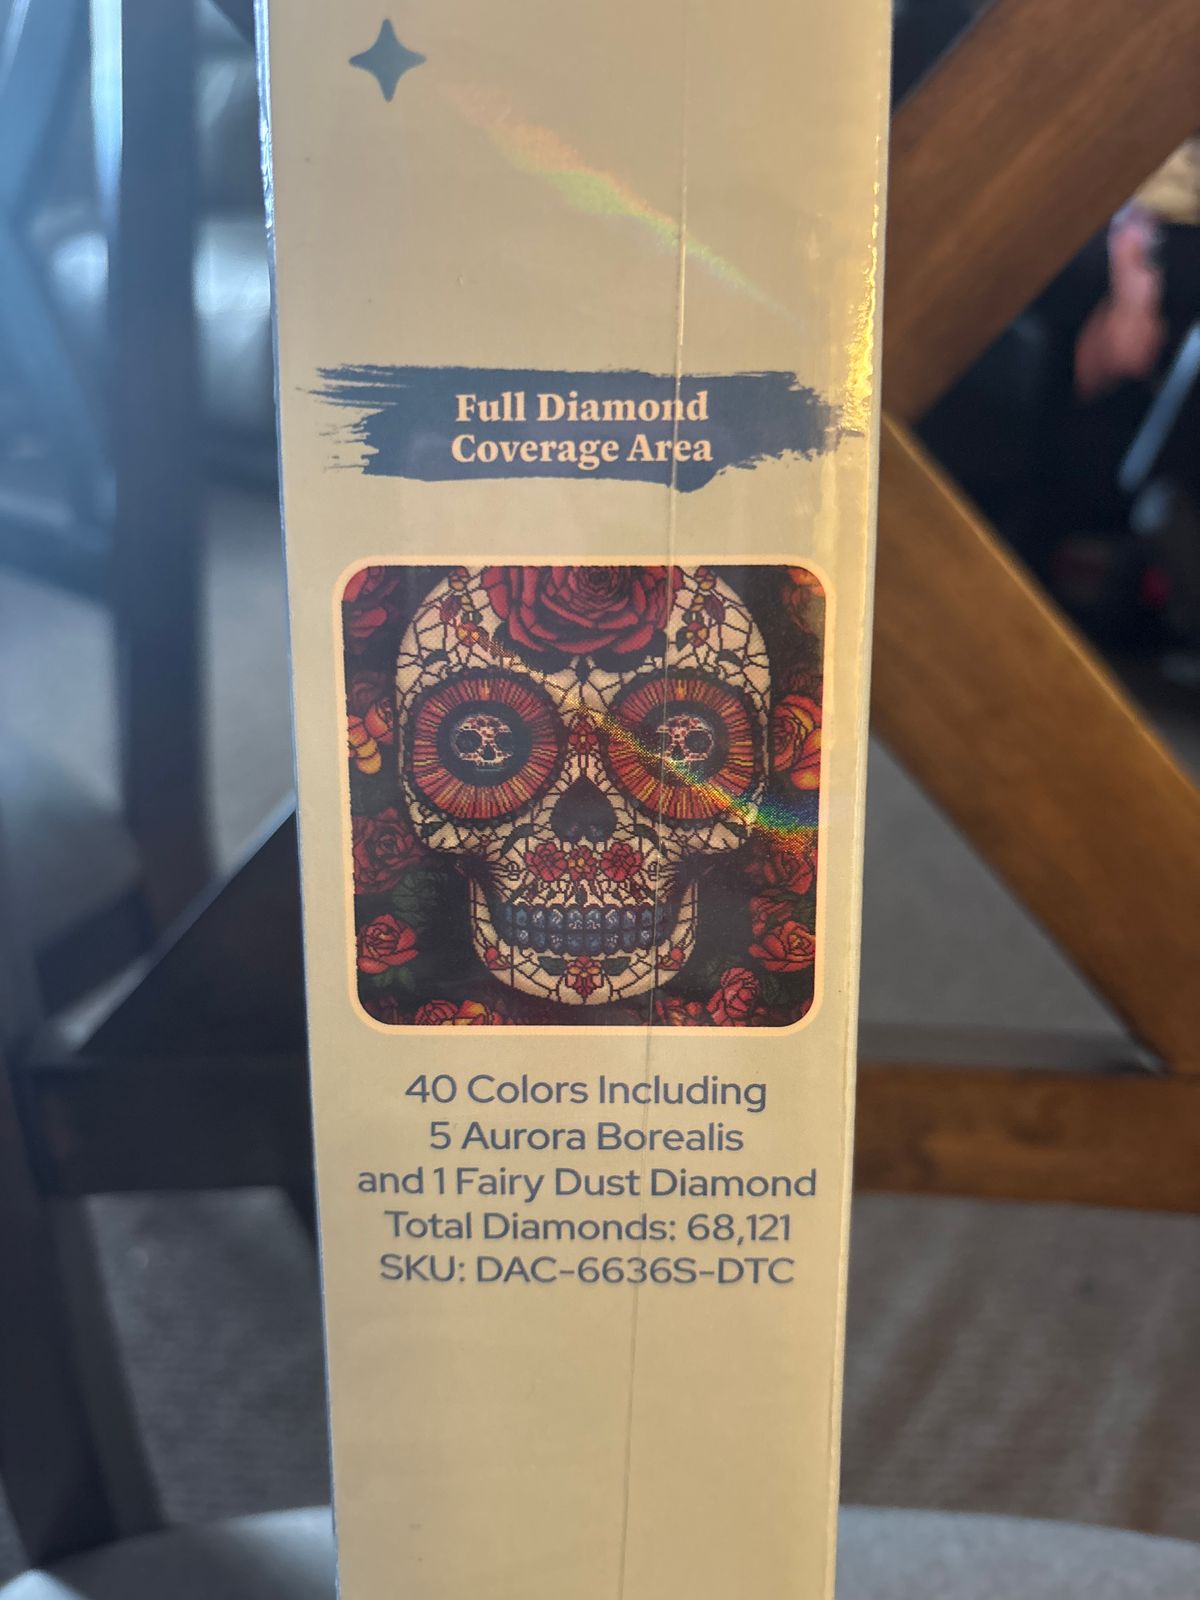 Full Diamond
Coverage Area
40 Colors Including
5 Aurora Borealis
and 1 Fairy Dust Diamond
Total Diamonds: 68,121
SKU: DAC-6636S-DTC